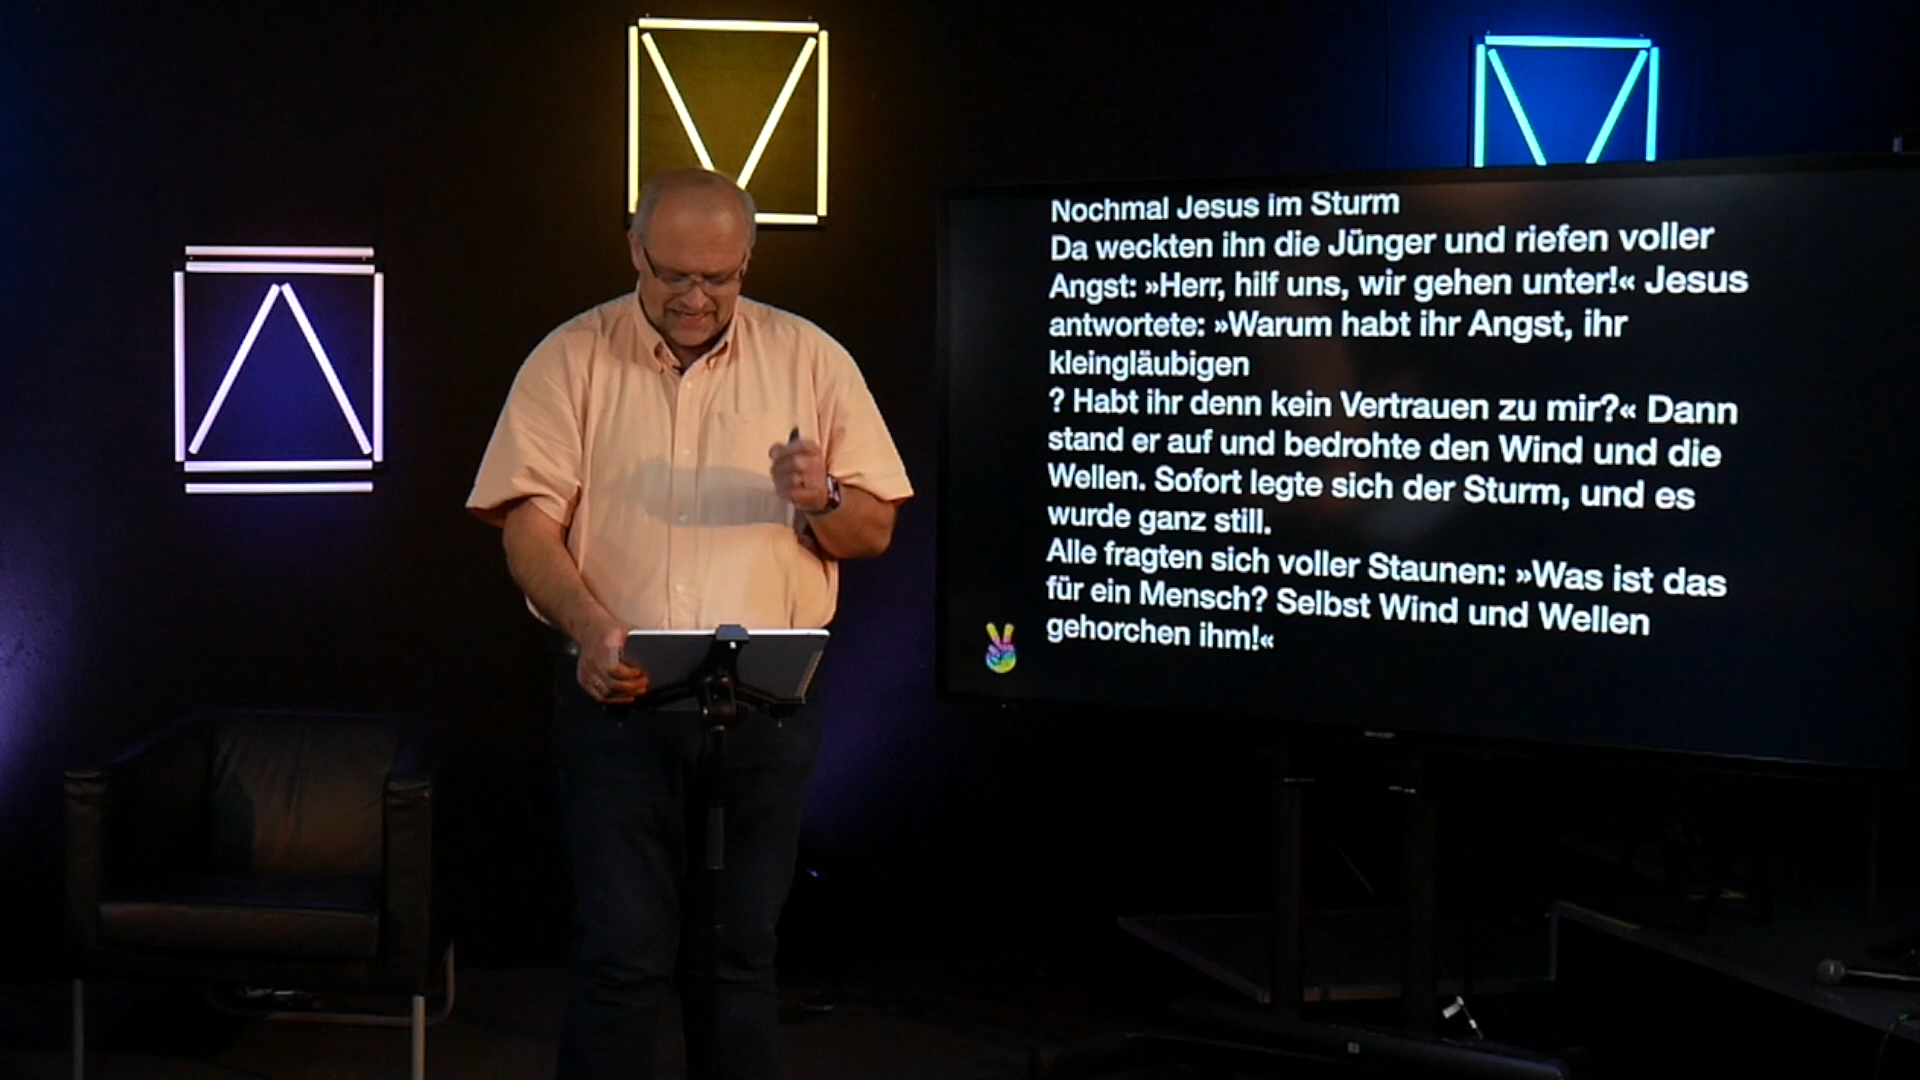 Nochmal Jesus im Sturm
Da weckten ihn die Jünger und riefen voller
Angst: »Herr, hilf uns, wir gehen unter!« Jesus
antwortete: »Warum habt ihr Angst, ihr
kleingläubigen
? Habt ihr denn kein Vertrauen zu mir?« Dann
stand er auf und bedrohte den Wind und die
Wellen. Sofort legte sich der Sturm, und es
wurde ganz still.
Alle fragten sich voller Staunen: »Was ist das
für ein Mensch? Selbst Wind und Wellen
gehorchen ihm!«